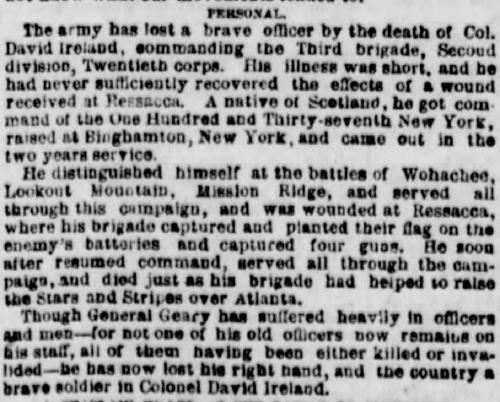 PERSONAL.
The army has lost a brave officer by the death of Col.
David Ireland, commanding the Third brigade, Second
division, Twentieth corps. His illness was short, and he
had never sufficiently recovered the effects of a wound
received at Ressacca. A native of Scotland, he got com-
mand of the One Hundred and Thirty-seventh New York,
raised at Binghamton, New York, and came out in the
two years service.
He distinguished himself at the battles of Wohachee,
Lookout Mountain, Mission Ridge, and served all
through this campaign, and was wounded at Ressacca,
where his brigade captured and planted their flag on the
enemy's batteries and captured four guns. He soon
after resumed command, served all through the cam-
paign, and died just as his brigade had helped to raise
the Stars and Stripes over Atlanta.
Though General Geary has suffered heavily in officers
and men—for not one of his old officers now remains on
his staff, all of them having been either killed or inva-
lided—he has now lost his right hand, and the country a
brave soldier in Colonel David Ireland.